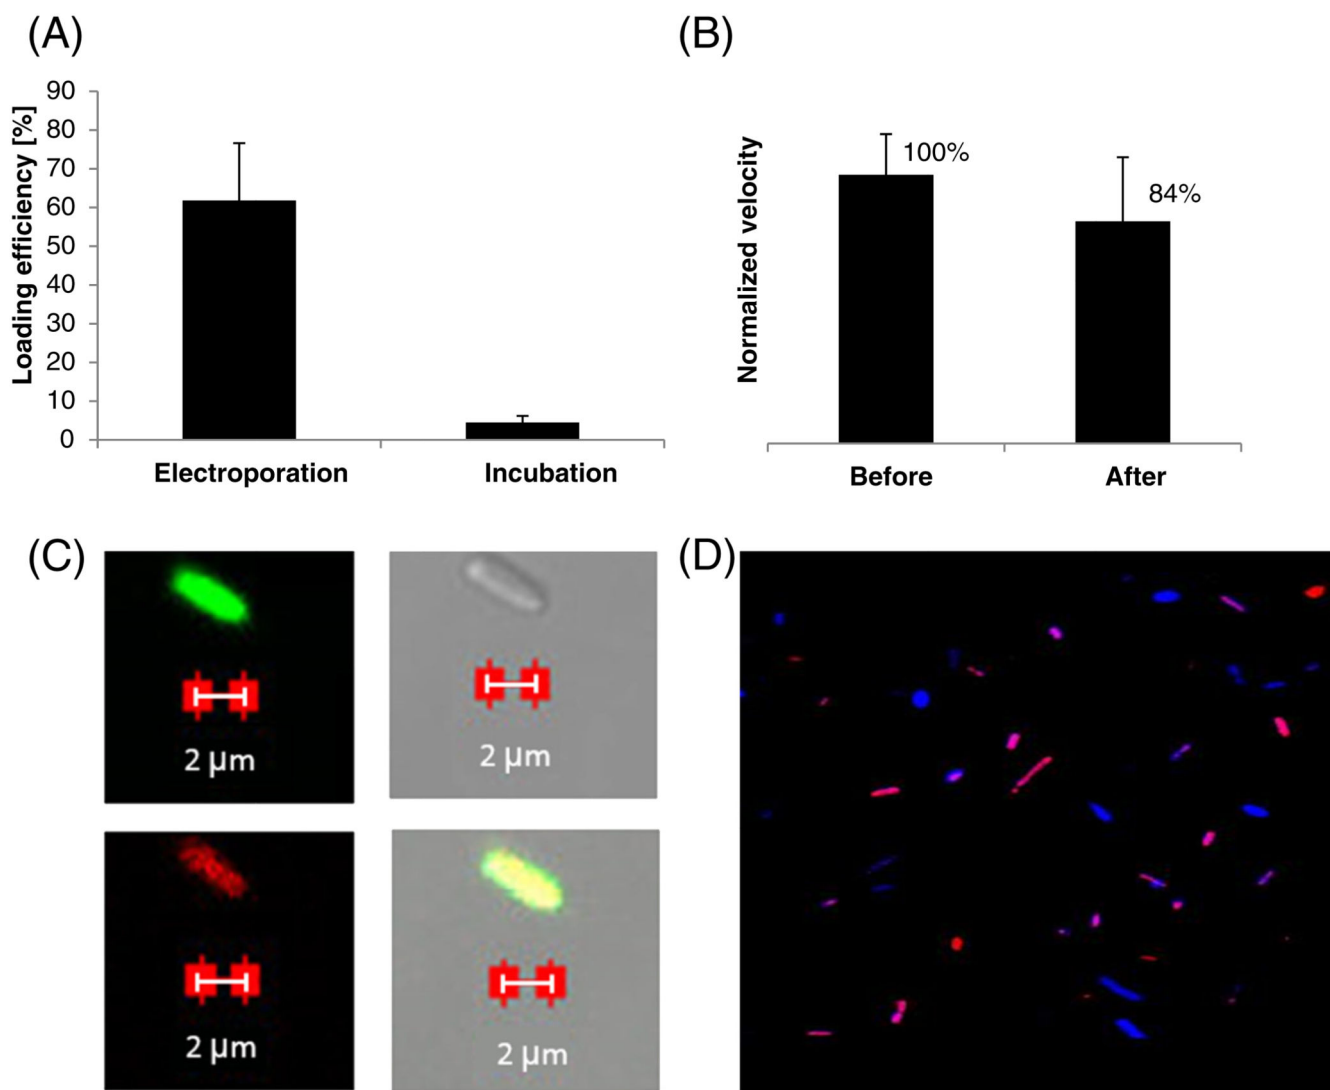 (A)
Loading efficiency [%]
90
80
70
60
50
40
30
20
10
0
Electroporation Incubation
(B)
Normalized velocity
100%
84%
Before After
(C)
2 µm
2 µm
2 µm
2 µm
(D)